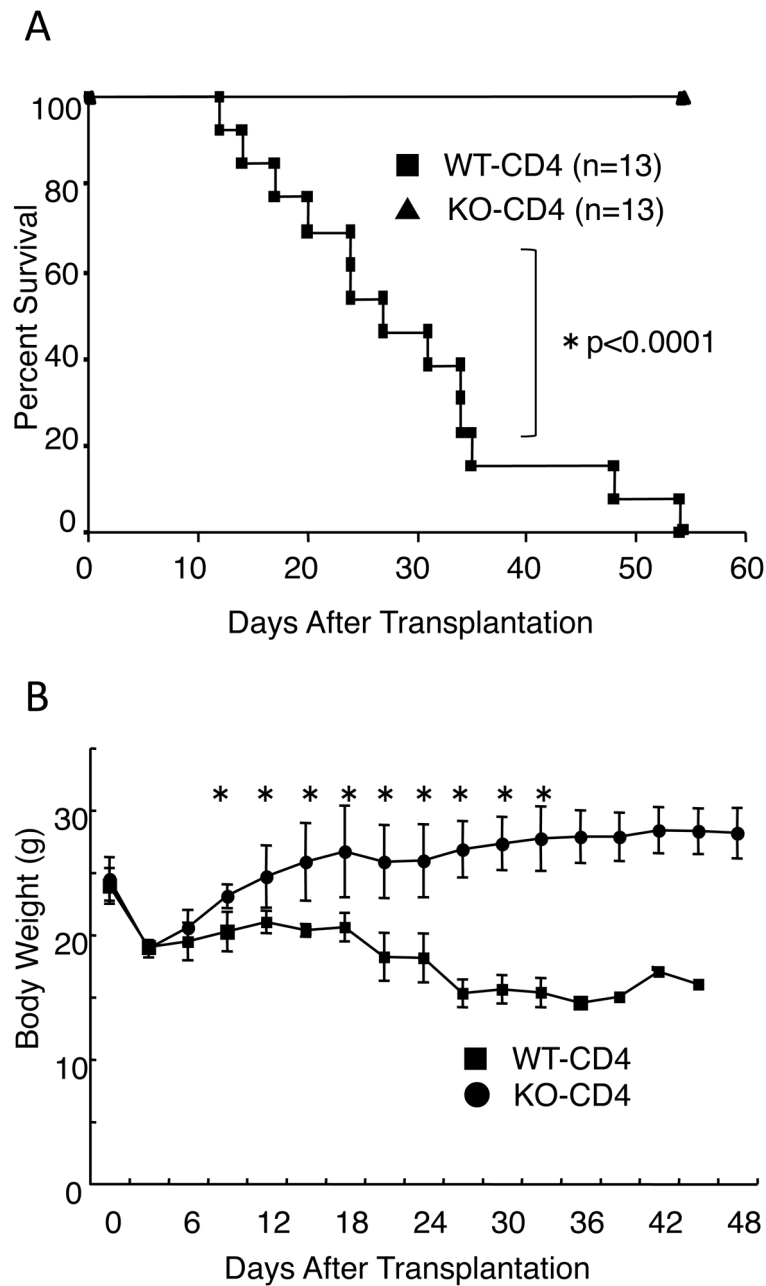 A
100
80
60
40
20
0
Percent Survival
WT-CD4 (n=13)
KO-CD4 (n=13)
* p<0.0001
0 10 20 30 40 50 60
Days After Transplantation
B
* * * * * * * * *
30
20
10
0
Body Weight (g)
WT-CD4
KO-CD4
0 6 12 18 24 30 36 42 48
Days After Transplantation